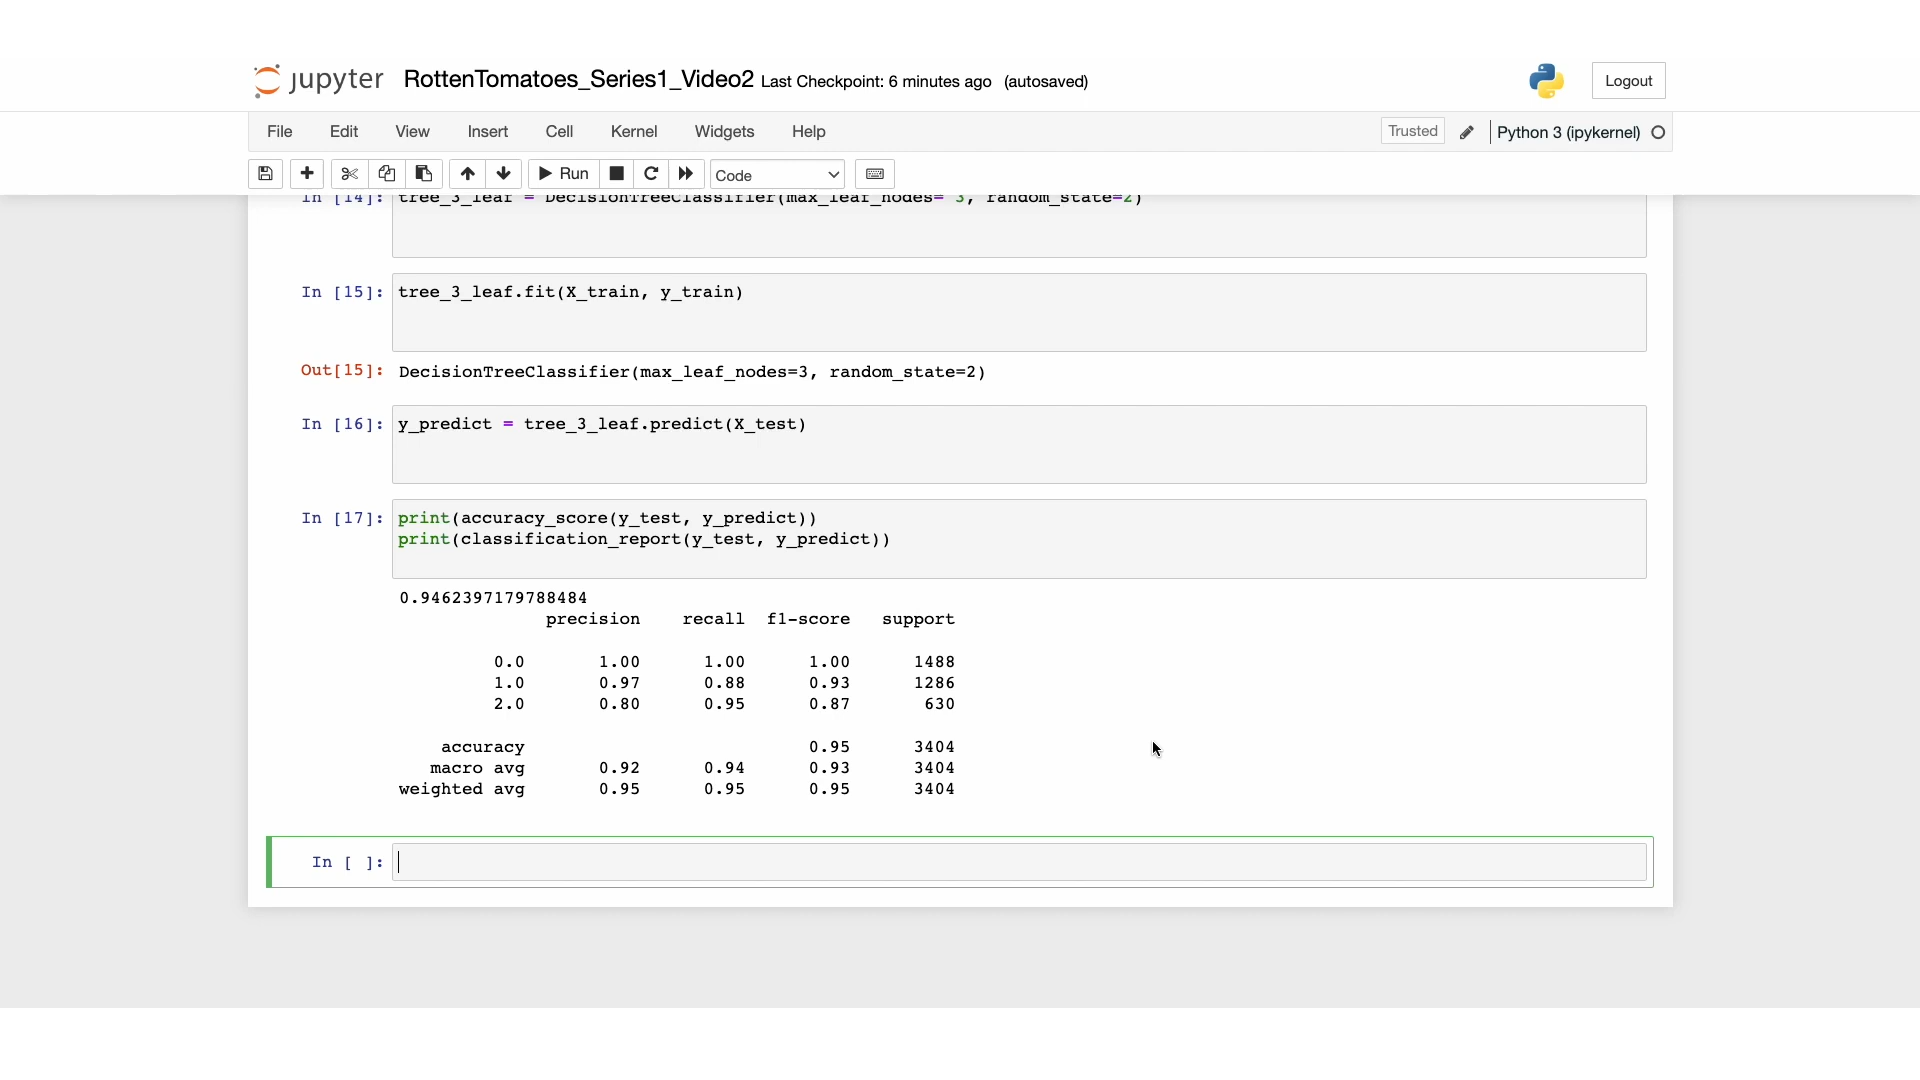 jupyter RottenTomatoes_Series1_Video2 Last Checkpoint: 6 minutes ago (autosaved) Logout
File Edit View Insert Cell Kernel Widgets Help Trusted Python 3 (ipykernel)
Run Code
In [14]: tree_3_leaf = DecisionTreeClassifier(max_leaf_nodes= 3, random_state=2)
In [15]: tree_3_leaf.fit(X_train, y_train)
Out[15]: DecisionTreeClassifier(max_leaf_nodes=3, random_state=2)
In [16]: y_predict = tree_3_leaf.predict(X_test)
In [17]: print(accuracy_score(y_test, y_predict))
print(classification_report(y_test, y_predict))
0.9462397179788484
precision recall f1-score support
0.0 1.00 1.00 1.00 1488
1.0 0.97 0.88 0.93 1286
2.0 0.80 0.95 0.87 630
accuracy 0.95 3404
macro avg 0.92 0.94 0.93 3404
weighted avg 0.95 0.95 0.95 3404
In [ ]: